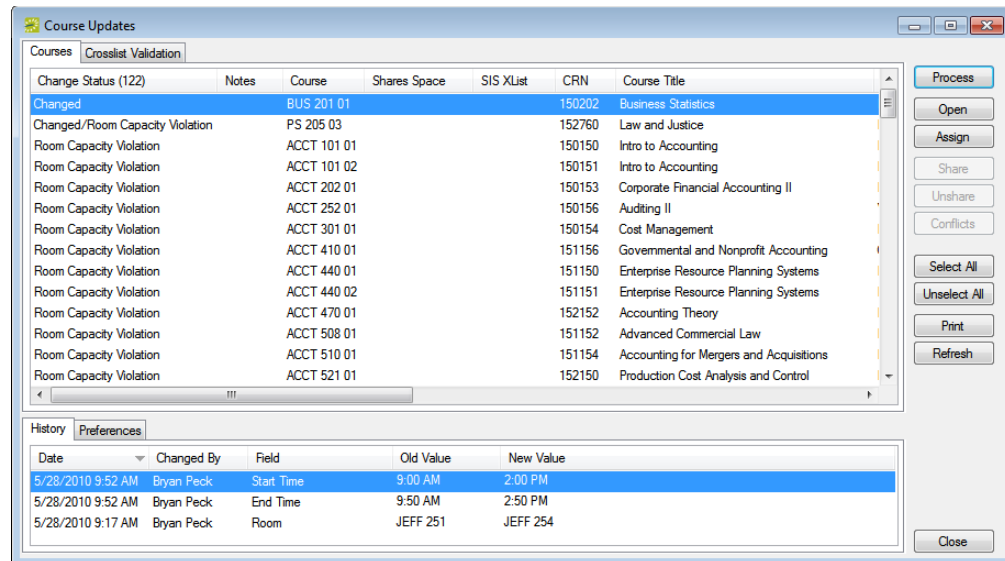 Course Updates
Courses Crosslist Validation
Change Status (122) Notes Course Shares Space SIS XList CRN Course Title
Changed BUS 201 01 150202 Business Statistics
Changed/Room Capacity Violation PS 205 03 152760 Law and Justice
Room Capacity Violation ACCT 101 01 150150 Intro to Accounting
Room Capacity Violation ACCT 101 02 150151 Intro to Accounting
Room Capacity Violation ACCT 202 01 150153 Corporate Financial Accounting II
Room Capacity Violation ACCT 252 01 150156 Auditing II
Room Capacity Violation ACCT 301 01 150154 Cost Management
Room Capacity Violation ACCT 410 01 151156 Governmental and Nonprofit Accounting
Room Capacity Violation ACCT 440 01 151150 Enterprise Resource Planning Systems
Room Capacity Violation ACCT 440 02 151151 Enterprise Resource Planning Systems
Room Capacity Violation ACCT 470 01 152152 Accounting Theory
Room Capacity Violation ACCT 508 01 151152 Advanced Commercial Law
Room Capacity Violation ACCT 510 01 151154 Accounting for Mergers and Acquisitions
Room Capacity Violation ACCT 521 01 152150 Production Cost Analysis and Control
Process
Open
Assign
Share
Unshare
Conflicts
Select All
Unselect All
Print
Refresh
History Preferences
Date Changed By Field Old Value New Value
5/28/2010 9:52 AM Bryan Peck Start Time 9:00 AM 2:00 PM
5/28/2010 9:52 AM Bryan Peck End Time 9:50 AM 2:50 PM
5/28/2010 9:17 AM Bryan Peck Room JEFF 251 JEFF 254
Close